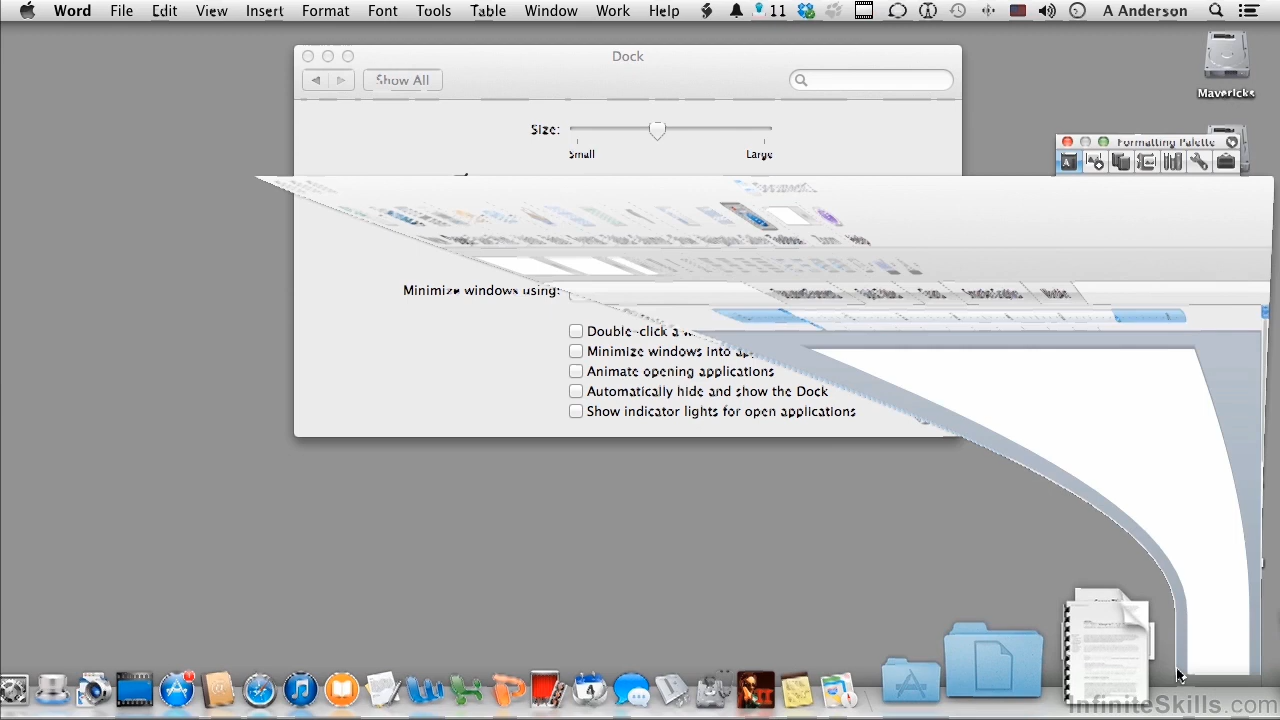 Word File Edit View Insert Format Font Tools Table Window Work Help 11 A Anderson
Dock
Show All
Mavericks
Size:
Small Large
Formatting Palette
Minimize windows using:
Double-click a
Minimize windows into
Animate opening applications
Automatically hide and show the Dock
Show indicator lights for open applications
4
InfiniteSkills.com